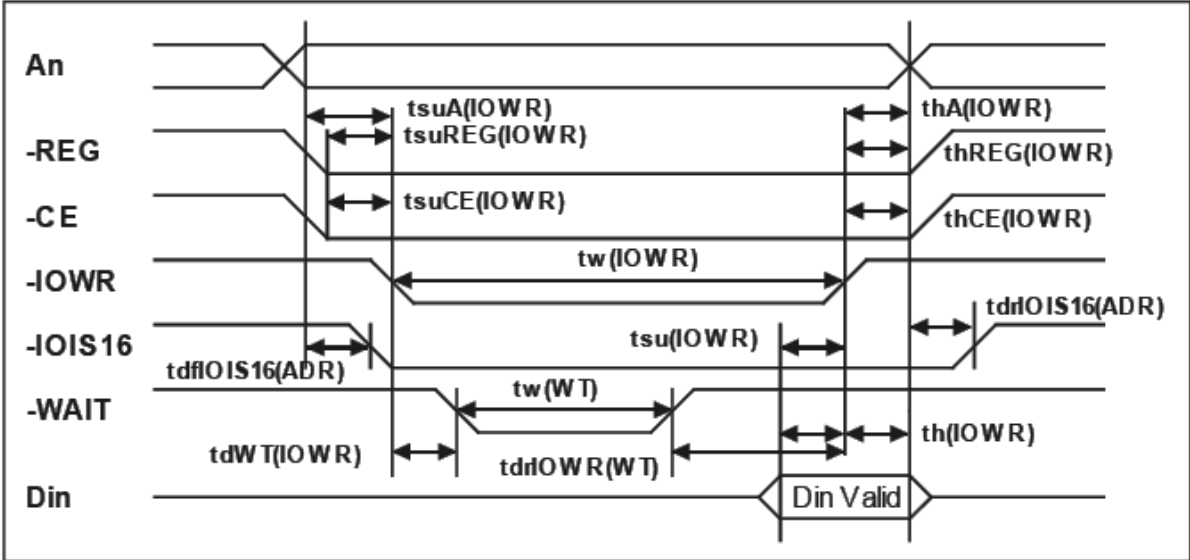 An
tsuA(IOWR)
thA(IOWR)
tsuREG(IOWR)
-REG
thREG(IOWR)
tsuCE(IOWR)
-CE
thCE(IOWR)
tw(IOWR)
-IOWR
tdrIOIS16(ADR)
tsu(IOWR)
-IOIS16
tdfIOIS16(ADR)
tw(WT)
-WAIT
th(IOWR)
tdWT(IOWR)
tdrIOWR(WT)
Din
Din Valid